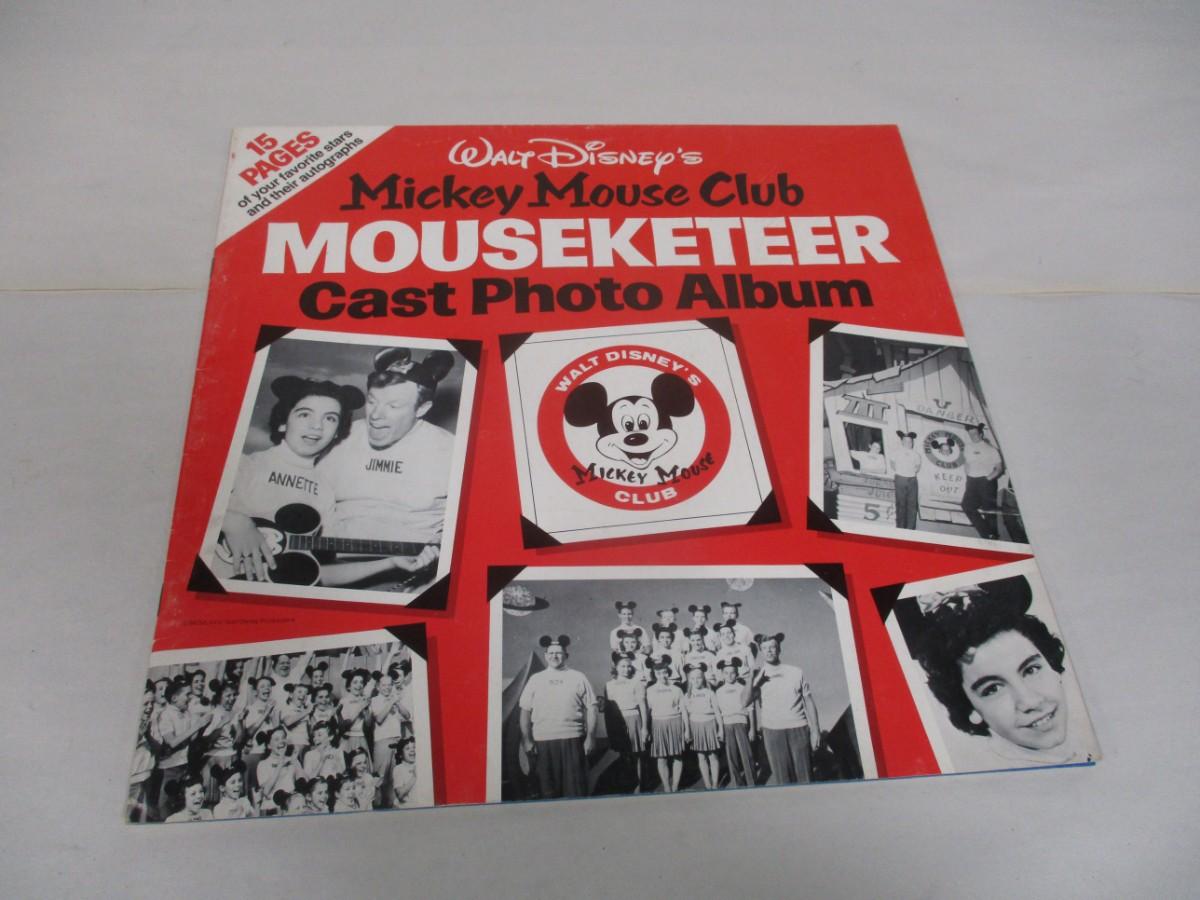 15
PAGES
of your favorite stars
and their autographs
WALT DISNEY'S
Mickey Mouse Club
MOUSEKETEER
Cast Photo Album
ANNETTE
JIMMIE
WALT DISNEY'S
MICKEY MOUSE
CLUB
DANGER
KEEP
OUT
5¢